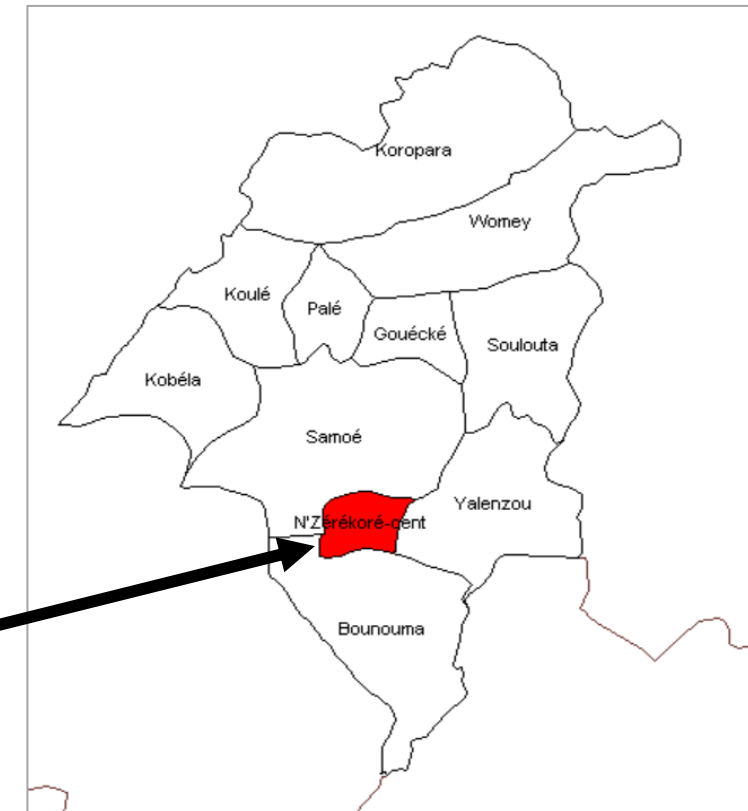 Koropara
Womey
Koulé
Palé
Gouécké
Soulouta
Kobéla
Samoé
Yalenzou
N'Zérékoré-cent
Bounouma